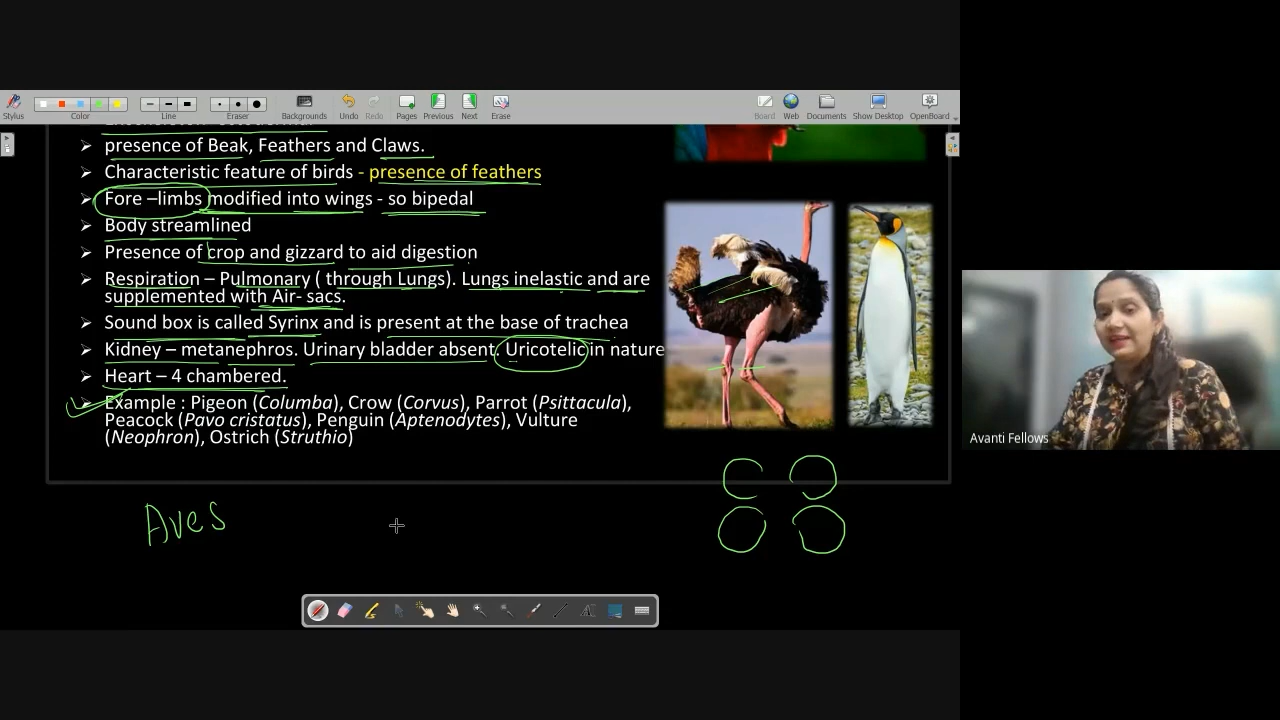 Stylus
Color
Line
Eraser
Backgrounds
Undo
Redo
Pages
Previous
Next
Erase
Board
Web
Documents
Show Desktop
OpenBoard
presence of Beak, Feathers and Claws.
Characteristic feature of birds - presence of feathers
Fore –limbs modified into wings - so bipedal
Body streamlined
Presence of crop and gizzard to aid digestion
Respiration – Pulmonary ( through Lungs). Lungs inelastic and are
supplemented with Air- sacs.
Sound box is called Syrinx and is present at the base of trachea
Kidney – metanephros. Urinary bladder absent. Uricotelic in nature
Heart – 4 chambered.
Example : Pigeon (Columba), Crow (Corvus), Parrot (Psittacula),
Peacock (Pavo cristatus), Penguin (Aptenodytes), Vulture
(Neophron), Ostrich (Struthio)
Aves
Avanti Fellows